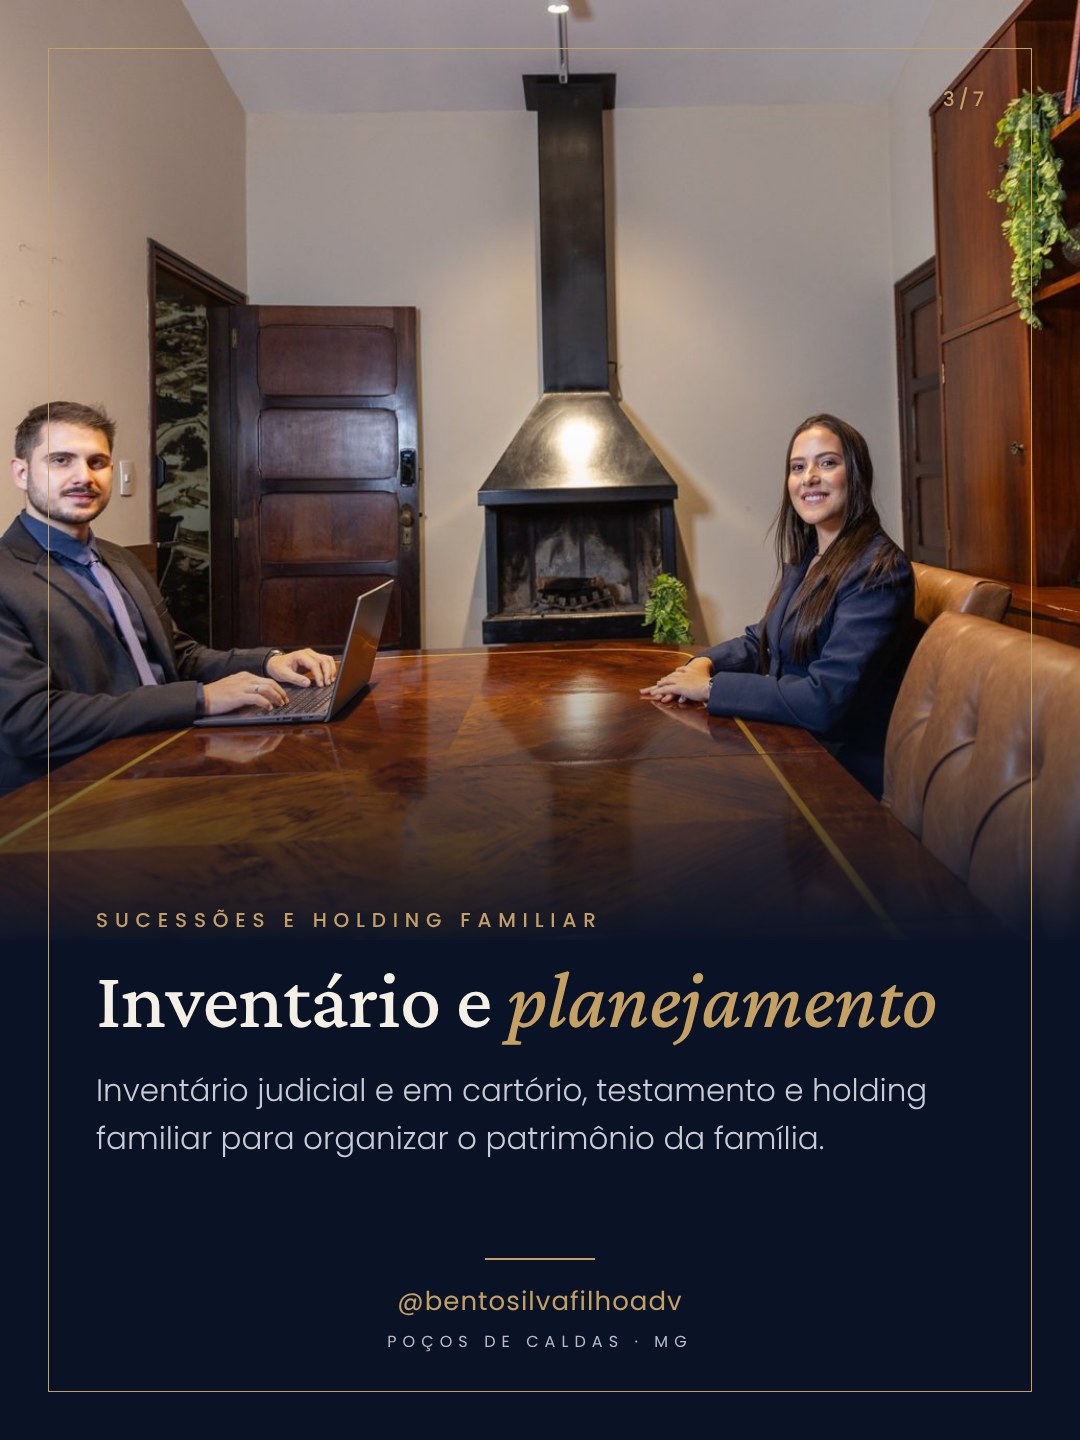 3/7
SUCESSÕES E HOLDING FAMILIAR
Inventário e planejamento
Inventário judicial e em cartório, testamento e holding
familiar para organizar o patrimônio da família.
@bentosilvafilhoadv
POÇOS DE CALDAS · MG